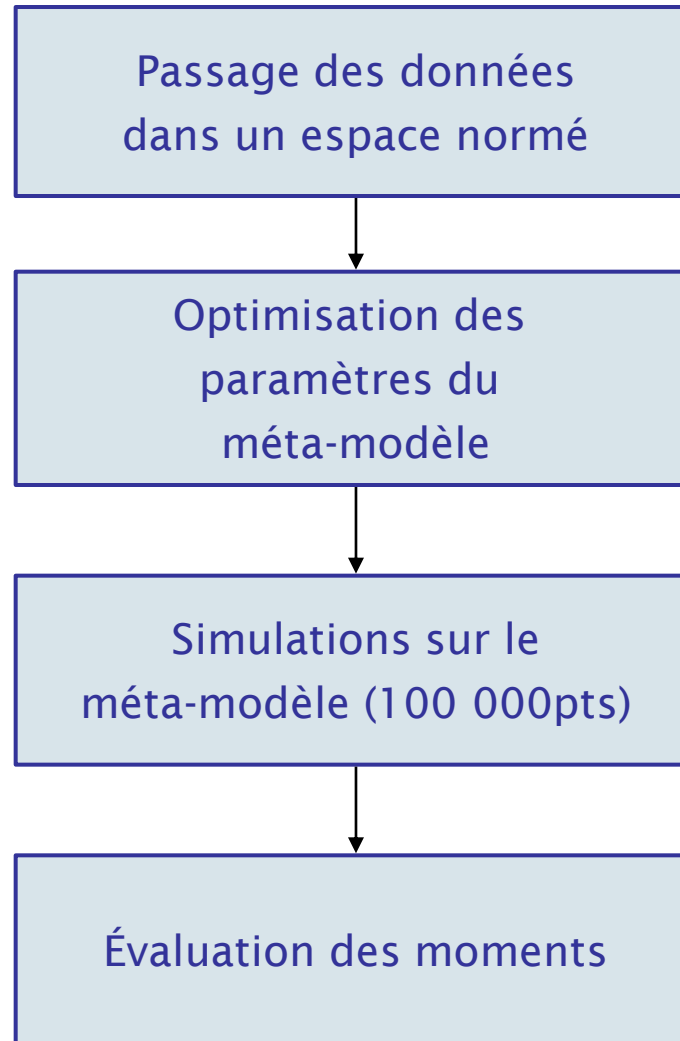 Passage des données
dans un espace normé
Optimisation des
paramètres du
méta-modèle
Simulations sur le
méta-modèle (100 000pts)
Évaluation des moments